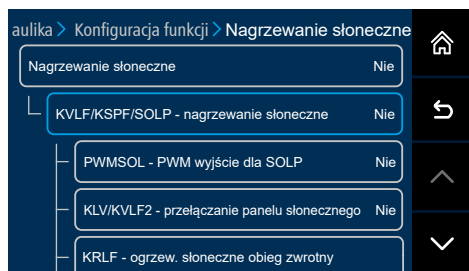 aulika > Konfiguracja funkcji > Nagrzewanie słoneczne
Nagrzewanie słoneczne Nie
KVLF/KSPF/SOLP - nagrzewanie słoneczne Nie
PWMSOL - PWM wyjście dla SOLP Nie
KLV/KVLF2 - przełączanie panelu słonecznego Nie
KRLF - ogrzew. słoneczne obieg zwrotny